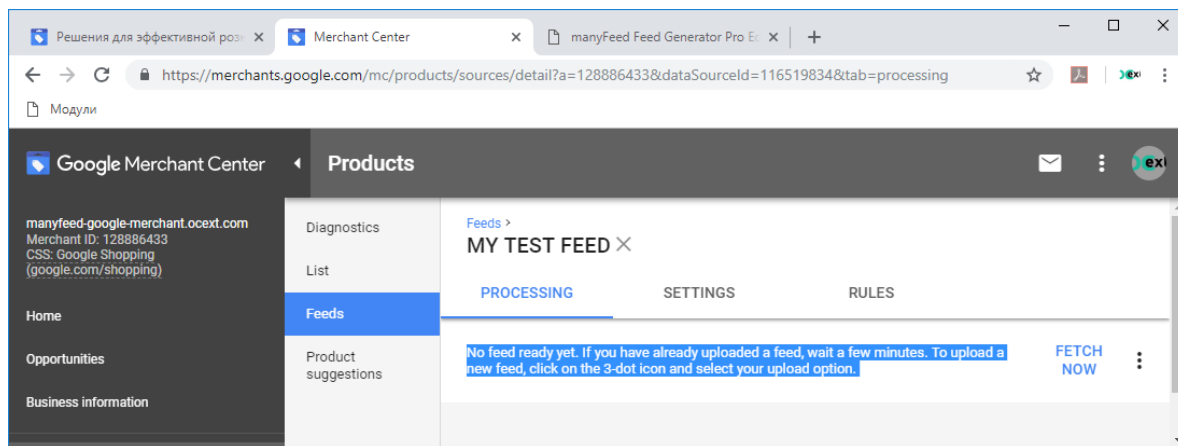 Решения для эффективной розн
Merchant Center
manyFeed Feed Generator Pro Ec
https://merchants.google.com/mc/products/sources/detail?a=128886433&dataSourceId=116519834&tab=processing
exi
Модули
Google Merchant Center
Products
exi
manyfeed-google-merchant.ocext.com
Merchant ID: 128886433
CSS: Google Shopping
(google.com/shopping)
Home
Opportunities
Business information
Diagnostics
List
Feeds
Product
suggestions
Feeds >
MY TEST FEED
PROCESSING
SETTINGS
RULES
No feed ready yet. If you have already uploaded a feed, wait a few minutes. To upload a
new feed, click on the 3-dot icon and select your upload option.
FETCH
NOW